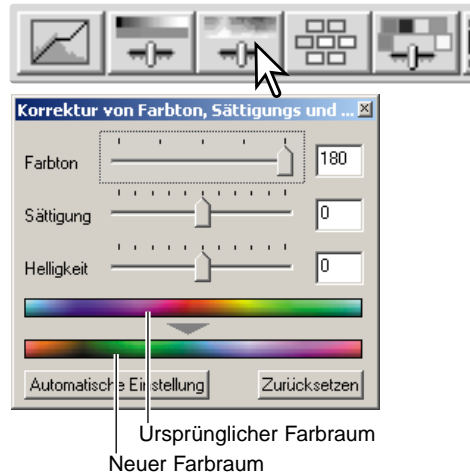 Korrektur von Farbton, Sättigungs und ...
Farbton 180
Sättigung 0
Helligkeit 0
Automatische Einstellung Zurücksetzen
Ursprünglicher Farbraum
Neuer Farbraum